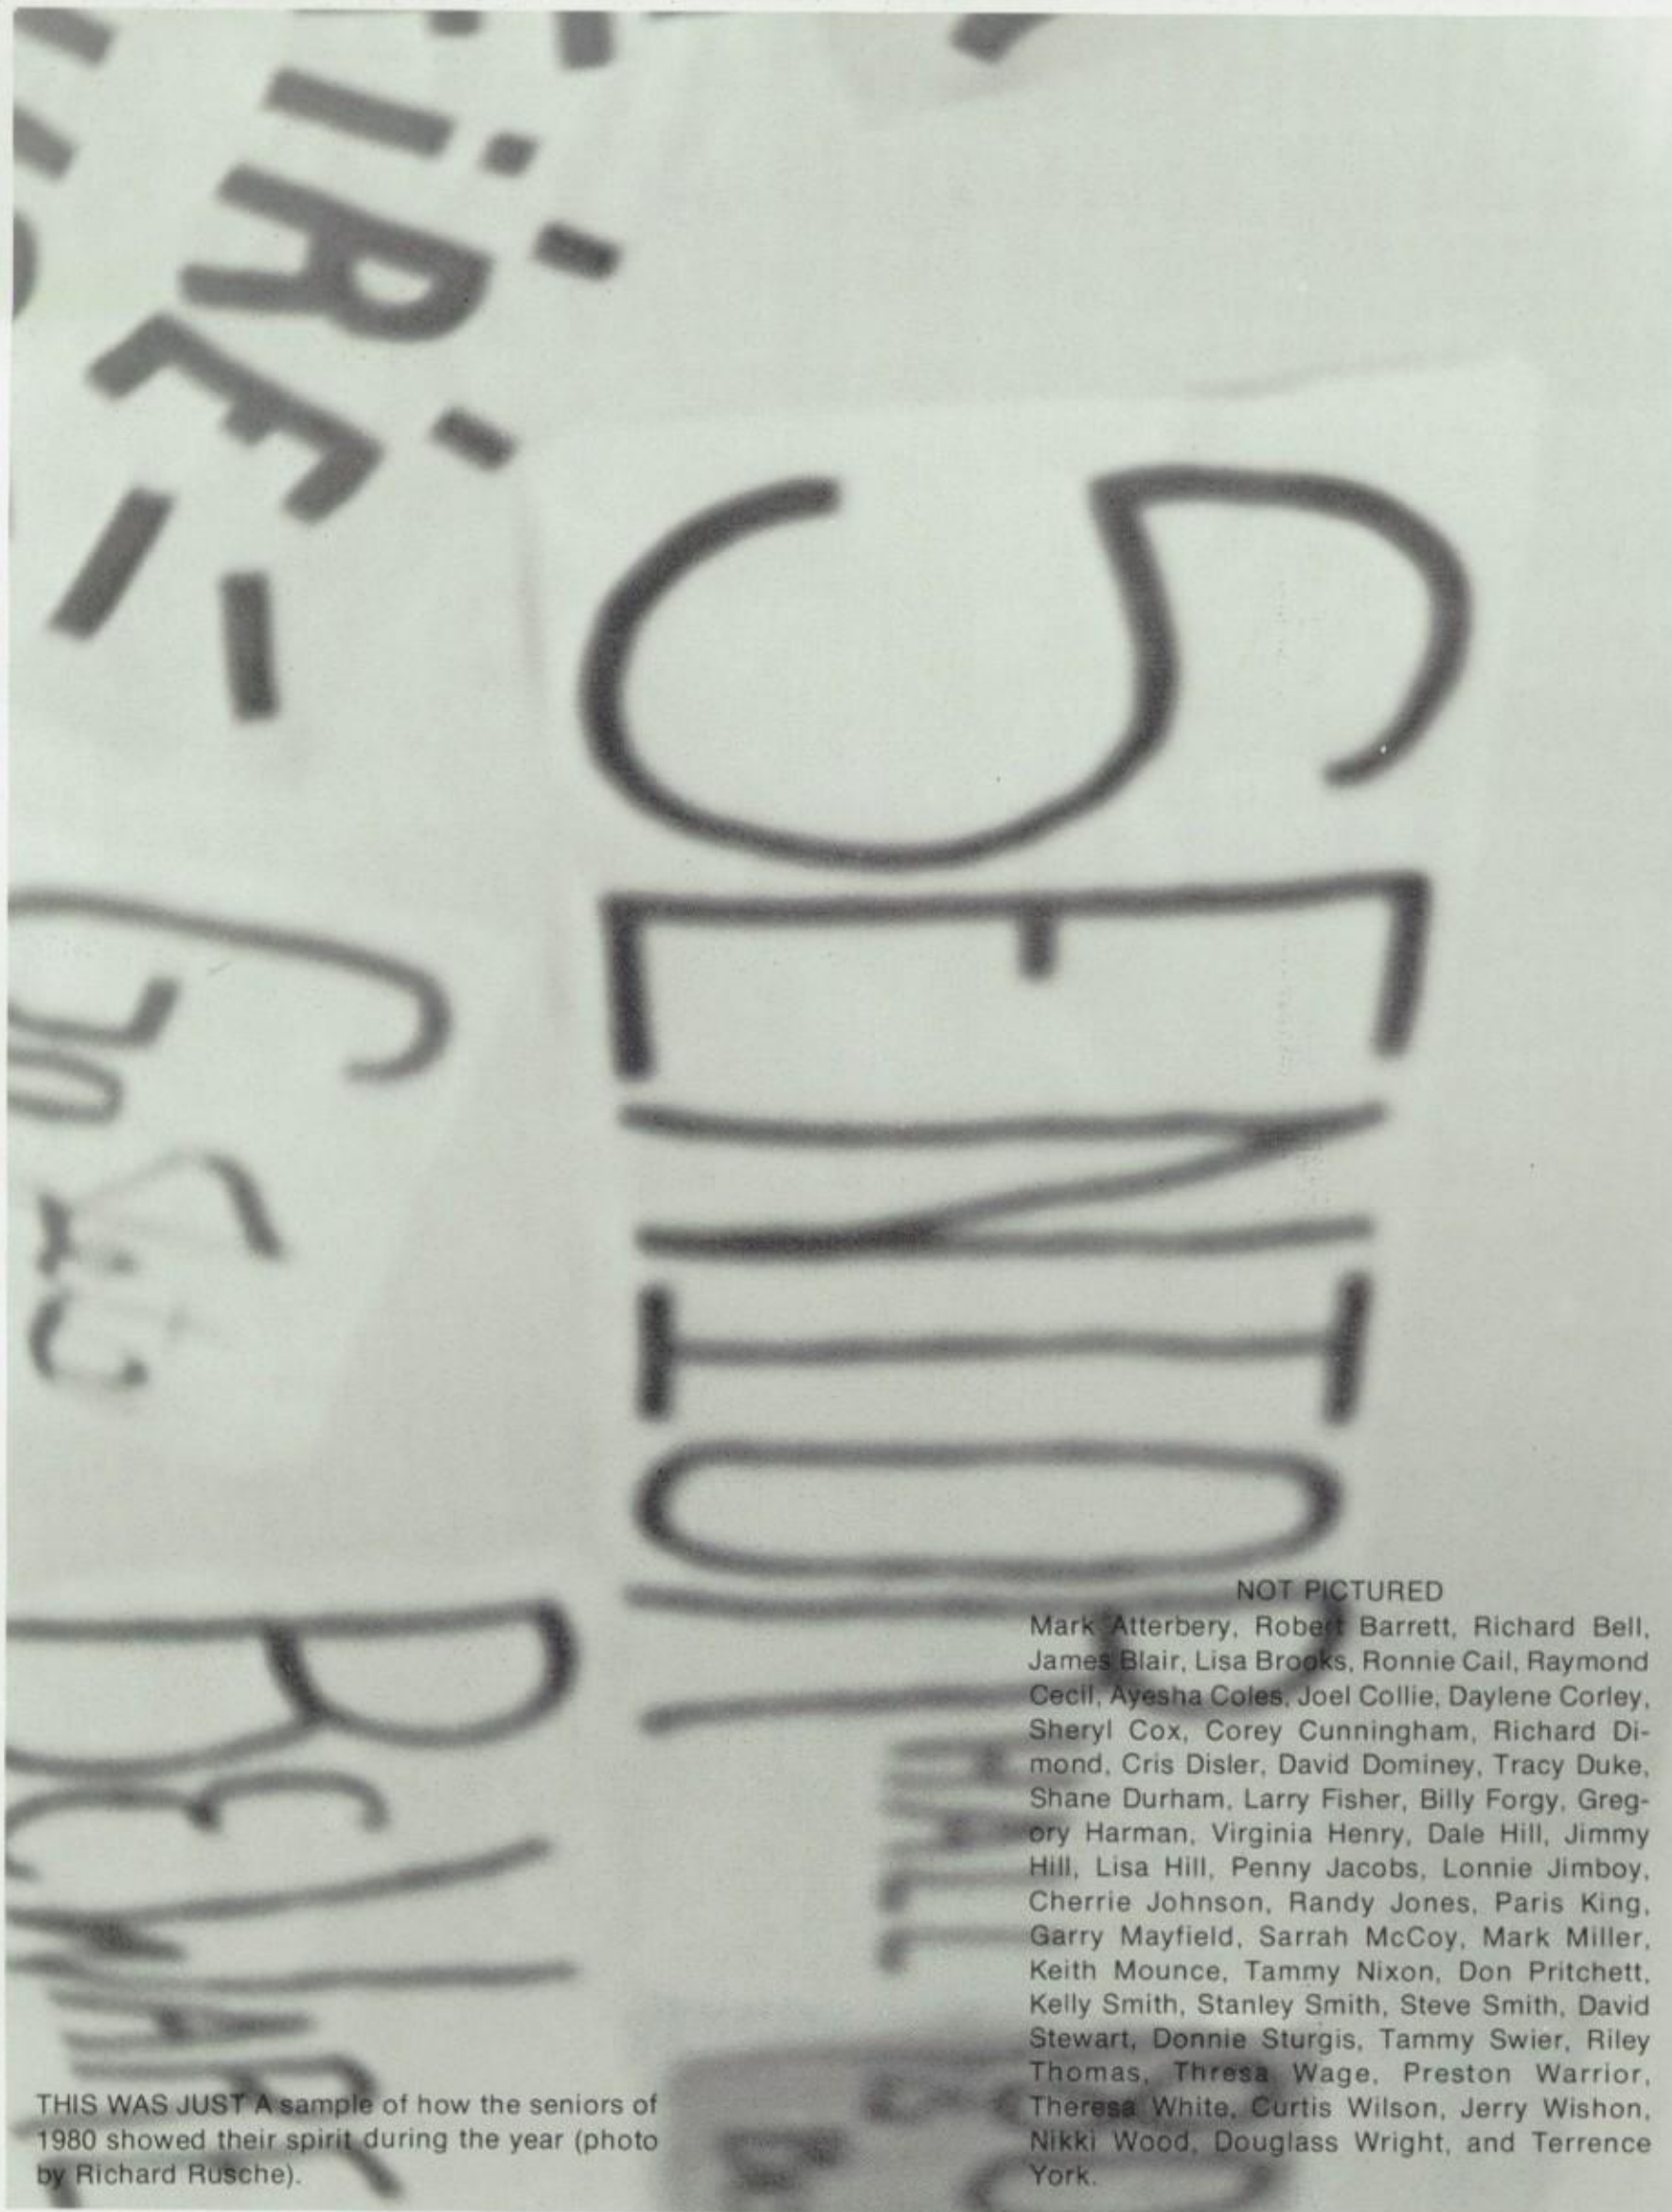 FIRE
SENIOR
HALL
BEWARE
NOT PICTURED
Mark Atterbery, Robert Barrett, Richard Bell,
James Blair, Lisa Brooks, Ronnie Cail, Raymond
Cecil, Ayesha Coles, Joel Collie, Daylene Corley,
Sheryl Cox, Corey Cunningham, Richard Di-
mond, Cris Disler, David Dominey, Tracy Duke,
Shane Durham, Larry Fisher, Billy Forgy, Greg-
ory Harman, Virginia Henry, Dale Hill, Jimmy
Hill, Lisa Hill, Penny Jacobs, Lonnie Jimboy,
Cherrie Johnson, Randy Jones, Paris King,
Garry Mayfield, Sarrah McCoy, Mark Miller,
Keith Mounce, Tammy Nixon, Don Pritchett,
Kelly Smith, Stanley Smith, Steve Smith, David
Stewart, Donnie Sturgis, Tammy Swier, Riley
Thomas, Thresa Wage, Preston Warrior,
Theresa White, Curtis Wilson, Jerry Wishon,
Nikki Wood, Douglass Wright, and Terrence
York.
THIS WAS JUST A sample of how the seniors of
1980 showed their spirit during the year (photo
by Richard Rusche).